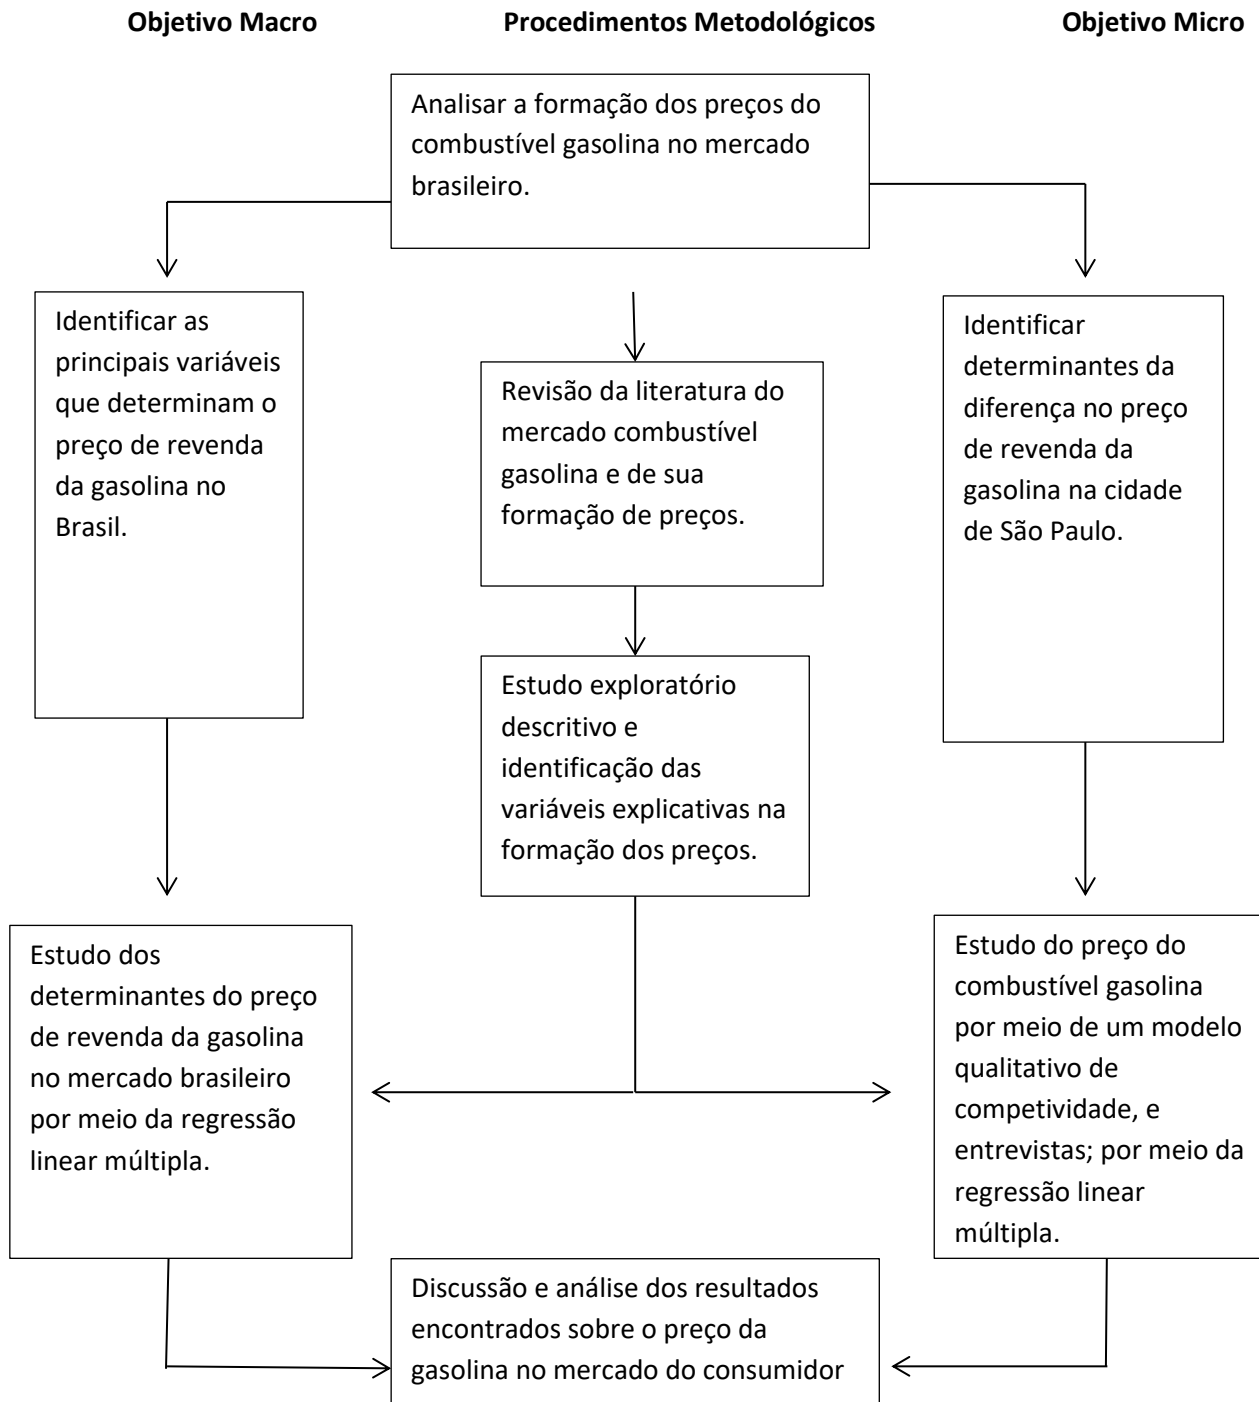 Objetivo Macro
Procedimentos Metodológicos
Objetivo Micro
Analisar a formação dos preços do
combustível gasolina no mercado
brasileiro.
Identificar as
principais variáveis
que determinam o
preço de revenda
da gasolina no
Brasil.
Revisão da literatura do
mercado combustível
gasolina e de sua
formação de preços.
Identificar
determinantes da
diferença no preço
de revenda da
gasolina na cidade
de São Paulo.
Estudo exploratório
descritivo e
identificação das
variáveis explicativas na
formação dos preços.
Estudo dos
determinantes do preço
de revenda da gasolina
no mercado brasileiro
por meio da regressão
linear múltipla.
Estudo do preço do
combustível gasolina
por meio de um modelo
qualitativo de
competividade, e
entrevistas; por meio da
regressão linear
múltipla.
Discussão e análise dos resultados
encontrados sobre o preço da
gasolina no mercado do consumidor